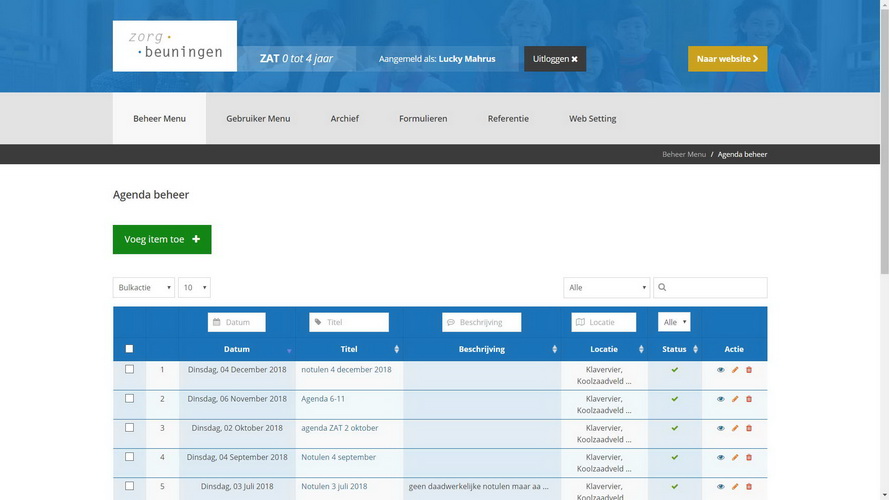 zorg
beuningen
ZAT 0 tot 4 jaar
Aangemeld als: Lucky Mahrus
Uitloggen
Naar website
Beheer Menu
Gebruiker Menu
Archief
Formulieren
Referentie
Web Setting
Beheer Menu / Agenda beheer
Agenda beheer
Voeg item toe
Bulkactie
10
Alle
Datum
Titel
Beschrijving
Locatie
Alle
Datum
Titel
Beschrijving
Locatie
Status
Actie
1
Dinsdag, 04 December 2018
notulen 4 december 2018
Klavervier,
Koolzaadveld ...
2
Dinsdag, 06 November 2018
Agenda 6-11
Klavervier,
Koolzaadveld ...
3
Dinsdag, 02 Oktober 2018
agenda ZAT 2 oktober
Klavervier,
Koolzaadveld ...
4
Dinsdag, 04 September 2018
Notulen 4 september
Klavervier,
Koolzaadveld ...
5
Dinsdag, 03 Juli 2018
Notulen 3 juli 2018
geen daadwerkelijke notulen maar aa ...
Klavervier,
Koolzaadveld